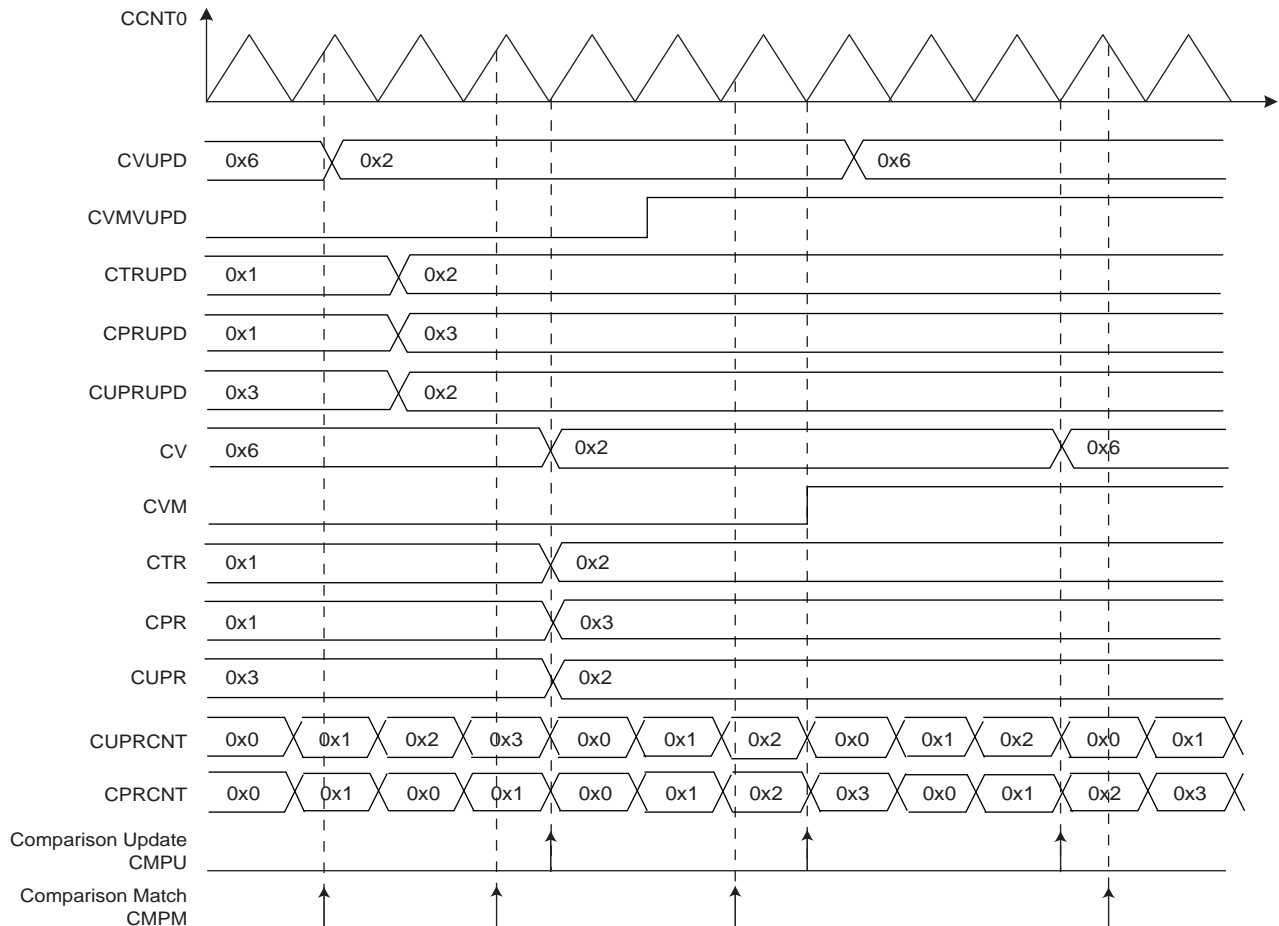 CCNT0
CVUPD 0x6 0x2 0x6
CVMVUPD
CTRUPD 0x1 0x2
CPRUPD 0x1 0x3
CUPRUPD 0x3 0x2
CV 0x6 0x2 0x6
CVM
CTR 0x1 0x2
CPR 0x1 0x3
CUPR 0x3 0x2
CUPRCNT 0x0 0x1 0x2 0x3 0x0 0x1 0x2 0x0 0x1 0x2 0x0 0x1
CPRCNT 0x0 0x1 0x0 0x1 0x0 0x1 0x2 0x3 0x0 0x1 0x2 0x3
Comparison Update
CMPU
Comparison Match
CMPM